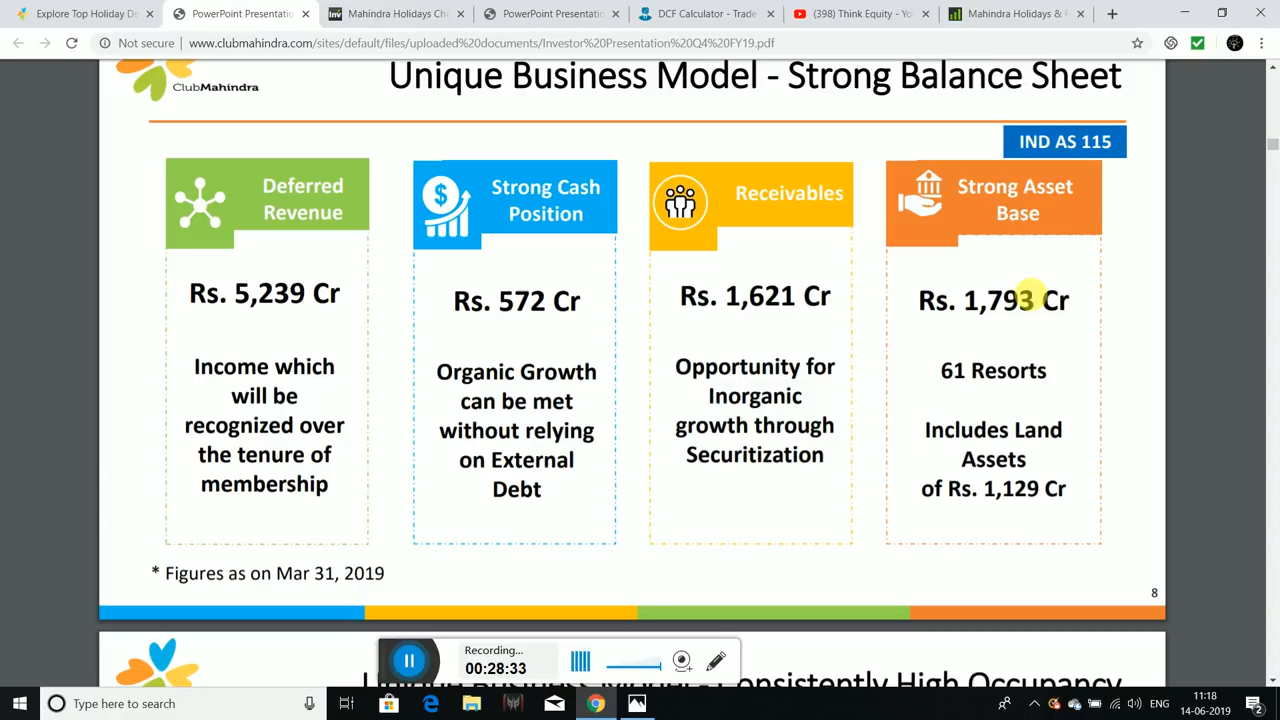 Explore Top Holiday De
PowerPoint Presentatio
Mahindra Holidays Ch
PowerPoint Presentatio
DCF Calculator - Trade
(398) Think Equity - Yo
Mahindra Holidays & R
Not secure
www.clubmahindra.com/sites/default/files/uploaded%20documents/Investor%20Presentation%20Q4%20FY19.pdf
ClubMahindra
Unique Business Model - Strong Balance Sheet
IND AS 115
Deferred
Revenue
Rs. 5,239 Cr
Income which
will be
recognized over
the tenure of
membership
$
Strong Cash
Position
Rs. 572 Cr
Organic Growth
can be met
without relying
on External
Debt
Receivables
Rs. 1,621 Cr
Opportunity for
Inorganic
growth through
Securitization
Strong Asset
Base
Rs. 1,793 Cr
61 Resorts
Includes Land
Assets
of Rs. 1,129 Cr
* Figures as on Mar 31, 2019
8
Recording...
00:28:33
Consistently High Occupancy
Type here to search
ENG
11:18
14-06-2019
2